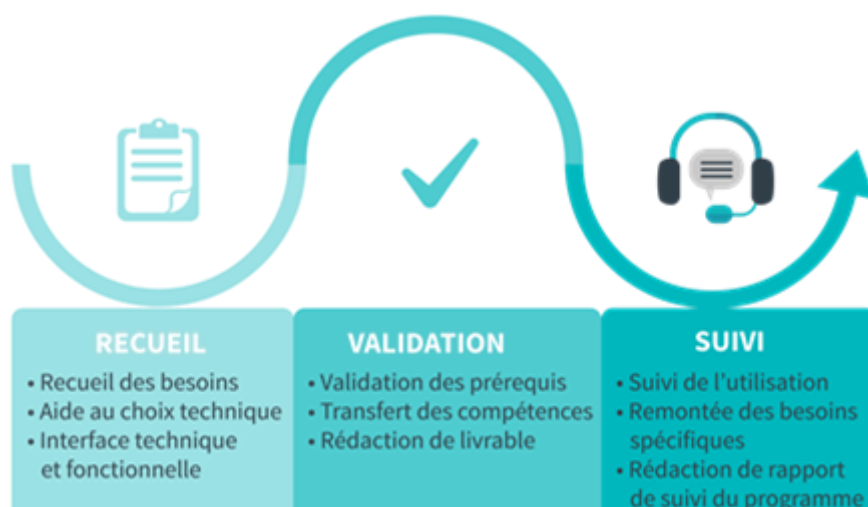 RECUEIL
• Recueil des besoins
• Aide au choix technique
• Interface technique
et fonctionnelle
VALIDATION
• Validation des prérequis
• Transfert des compétences
• Rédaction de livrable
SUIVI
• Suivi de l'utilisation
• Remontée des besoins
spécifiques
• Rédaction de rapport
de suivi du programme